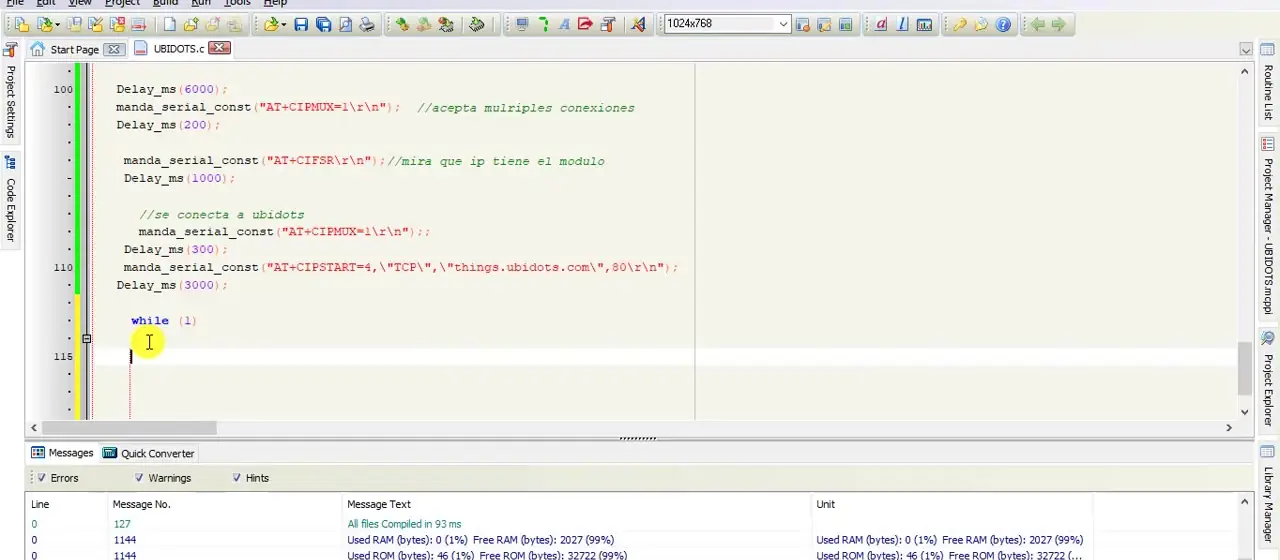 File Edit View Project Build Run Tools Help
1024x768
Start Page UBIDOTS.c
Project Settings
Code Explorer
100 Delay_ms(6000);
manda_serial_const("AT+CIPMUX=1\r\n"); //acepta mulriples conexiones
Delay_ms(200);
manda_serial_const("AT+CIFSR\r\n");//mira que ip tiene el modulo
Delay_ms(1000);
//se conecta a ubidots
manda_serial_const("AT+CIPMUX=1\r\n");;
Delay_ms(300);
110 manda_serial_const("AT+CIPSTART=4,\"TCP\",\"things.ubidots.com\",80\r\n");
Delay_ms(3000);
while (1)
115
Routine List
Project Manager - UBIDOTS.mcppi
Project Explorer
Library Manager
Messages Quick Converter
Errors Warnings Hints
Line Message No. Message Text Unit
0 127 All files Compiled in 93 ms
0 1144 Used RAM (bytes): 0 (1%) Free RAM (bytes): 2027 (99%) Used RAM (bytes): 0 (1%) Free RAM (bytes): 2027 (99%)
0 1144 Used ROM (bytes): 46 (1%) Free ROM (bytes): 32722 (99%) Used ROM (bytes): 46 (1%) Free ROM (bytes): 32722 (...